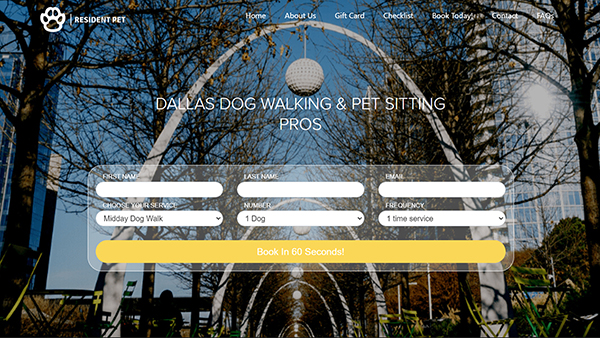 RESIDENT PET
Home About Us Gift Card Checklist Book Today! Contact FAQs
DALLAS DOG WALKING & PET SITTING
PROS
FIRST NAME LAST NAME EMAIL
CHOOSE YOUR SERVICE NUMBER FREQUENCY
Midday Dog Walk 1 Dog 1 time service
Book In 60 Seconds!